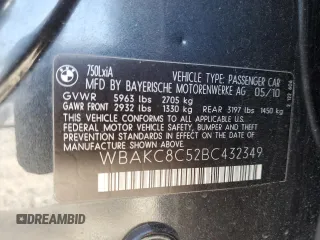 BMW
750LxiA
VEHICLE TYPE: PASSENGER CAR
MFD BY BAYERISCHE MOTORENWERKE AG 05/10
GVWR 5963 lbs 2705 kg
GAWR FRONT 2932 lbs 1330 kg REAR 3197 lbs 1450 kg
THIS VEHICLE CONFORMS TO ALL APPLICABLE
FEDERAL MOTOR VEHICLE SAFETY, BUMPER, AND THEFT
PREVENTION STANDARDS IN EFFECT ON THE DATE OF
MANUFACTURE SHOWN ABOVE.
WBAKC8C52BC432349
DREAMBID